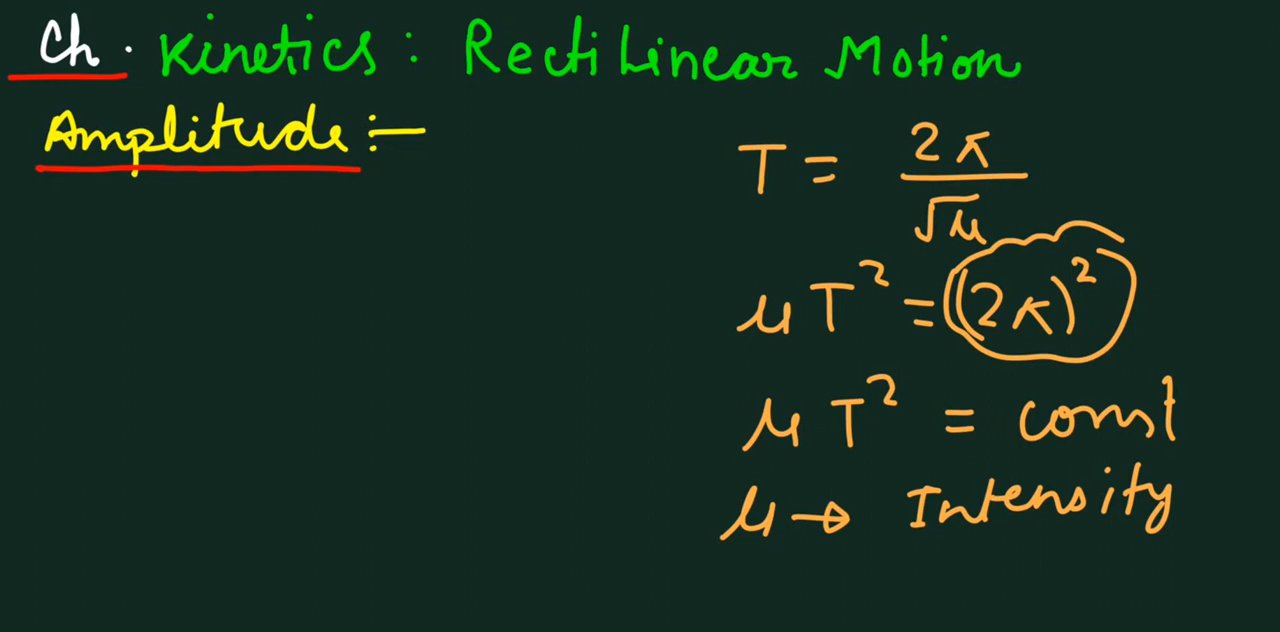 Ch. Kinetics: RectiLinear Motion
Amplitude:-
T = 2π/√μ
μT² = (2π)²
μT² = const
μ → Intensity